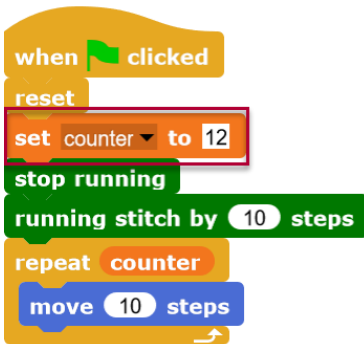 when clicked
reset
set counter to 12
stop running
running stitch by 10 steps
repeat counter
move 10 steps